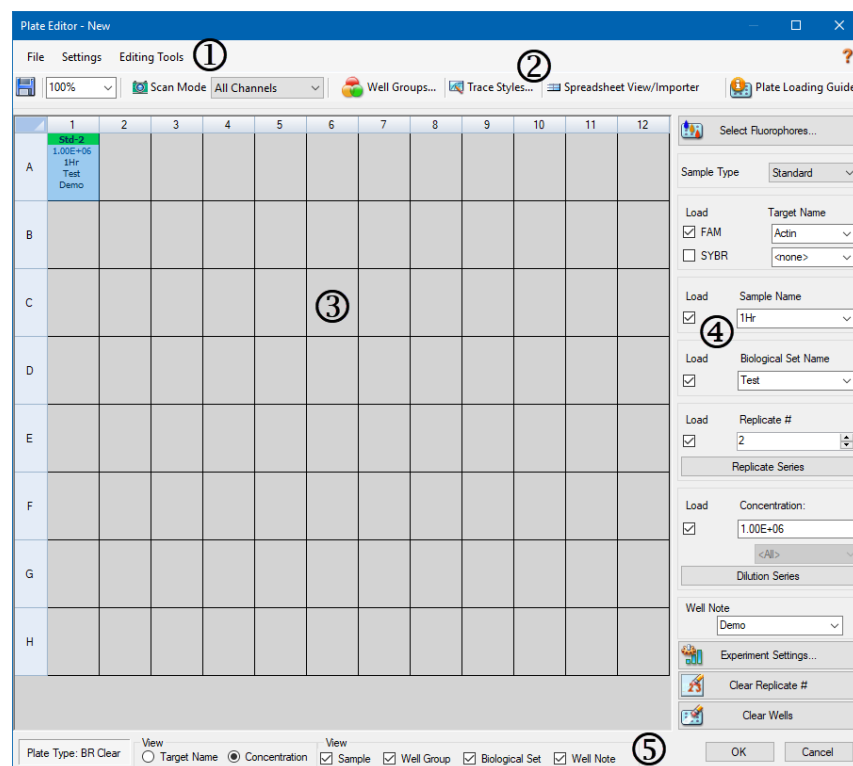 Plate Editor - New
File Settings Editing Tools ① ?
100% Scan Mode All Channels Well Groups... Trace Styles... ② Spreadsheet View/Importer Plate Loading Guide
1 2 3 4 5 6 7 8 9 10 11 12
A
Std-2
1.00E+06
1Hr
Test
Demo
B
C ③
D
E
F
G
H
Select Fluorophores...
Sample Type Standard
Load Target Name
FAM Actin
SYBR <none>
Load Sample Name
1Hr
④
Load Biological Set Name
Test
Load Replicate #
2
Replicate Series
Load Concentration:
1.00E+06
<All>
Dilution Series
Well Note
Demo
Experiment Settings...
Clear Replicate #
Clear Wells
Plate Type: BR Clear
View
Target Name Concentration
View
Sample Well Group Biological Set Well Note ⑤
OK Cancel